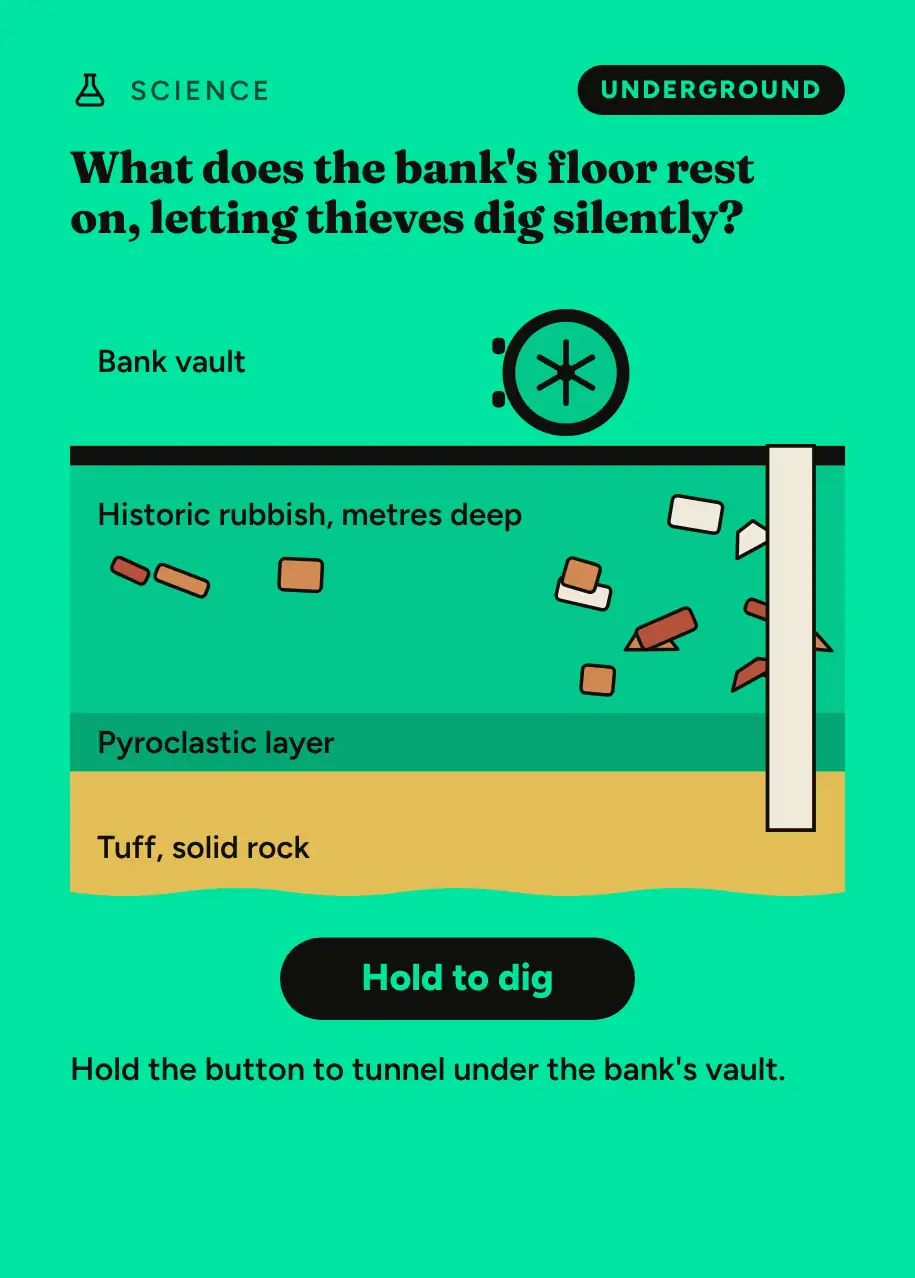 SCIENCE
UNDERGROUND
What does the bank's floor rest
on, letting thieves dig silently?
Bank vault
Historic rubbish, metres deep
Pyroclastic layer
Tuff, solid rock
Hold to dig
Hold the button to tunnel under the bank's vault.